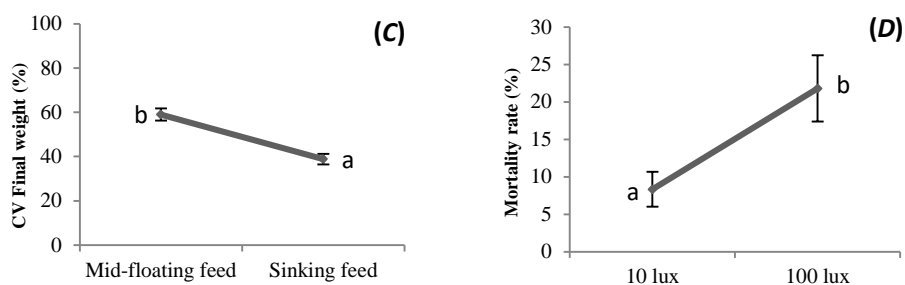 (C)
CV Final weight (%)
100
80
60
40
20
0
b
a
Mid-floating feed
Sinking feed
(D)
Mortality rate (%)
30
25
20
15
10
5
0
a
b
10 lux
100 lux